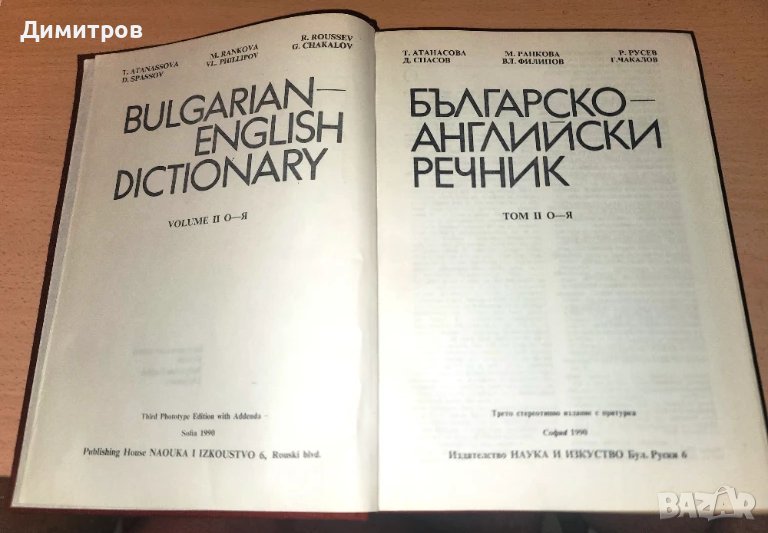 Димитров
T. ATANASSOVA M. RANKOVA R. ROUSSEV
D. SPASSOV VL. PHILLIPOV G. CHAKALOV
BULGARIAN—
ENGLISH
DICTIONARY
VOLUME II О—Я
Third Phototype Edition with Addenda
Sofia 1990
Publishing House NAOUKA I IZKOUSTVO 6, Rouski blvd.
Т. АТАНАСОВА М. РАНКОВА Р. РУСЕВ
Д. СПАСОВ ВЛ. ФИЛИПОВ Г. ЧАКАЛОВ
БЪЛГАРСКО—
АНГЛИЙСКИ
РЕЧНИК
ТОМ II О—Я
Трето стереотипно издание с притурка
София 1990
Издателство НАУКА И ИЗКУСТВО Бул. Руски 6
BAZAR